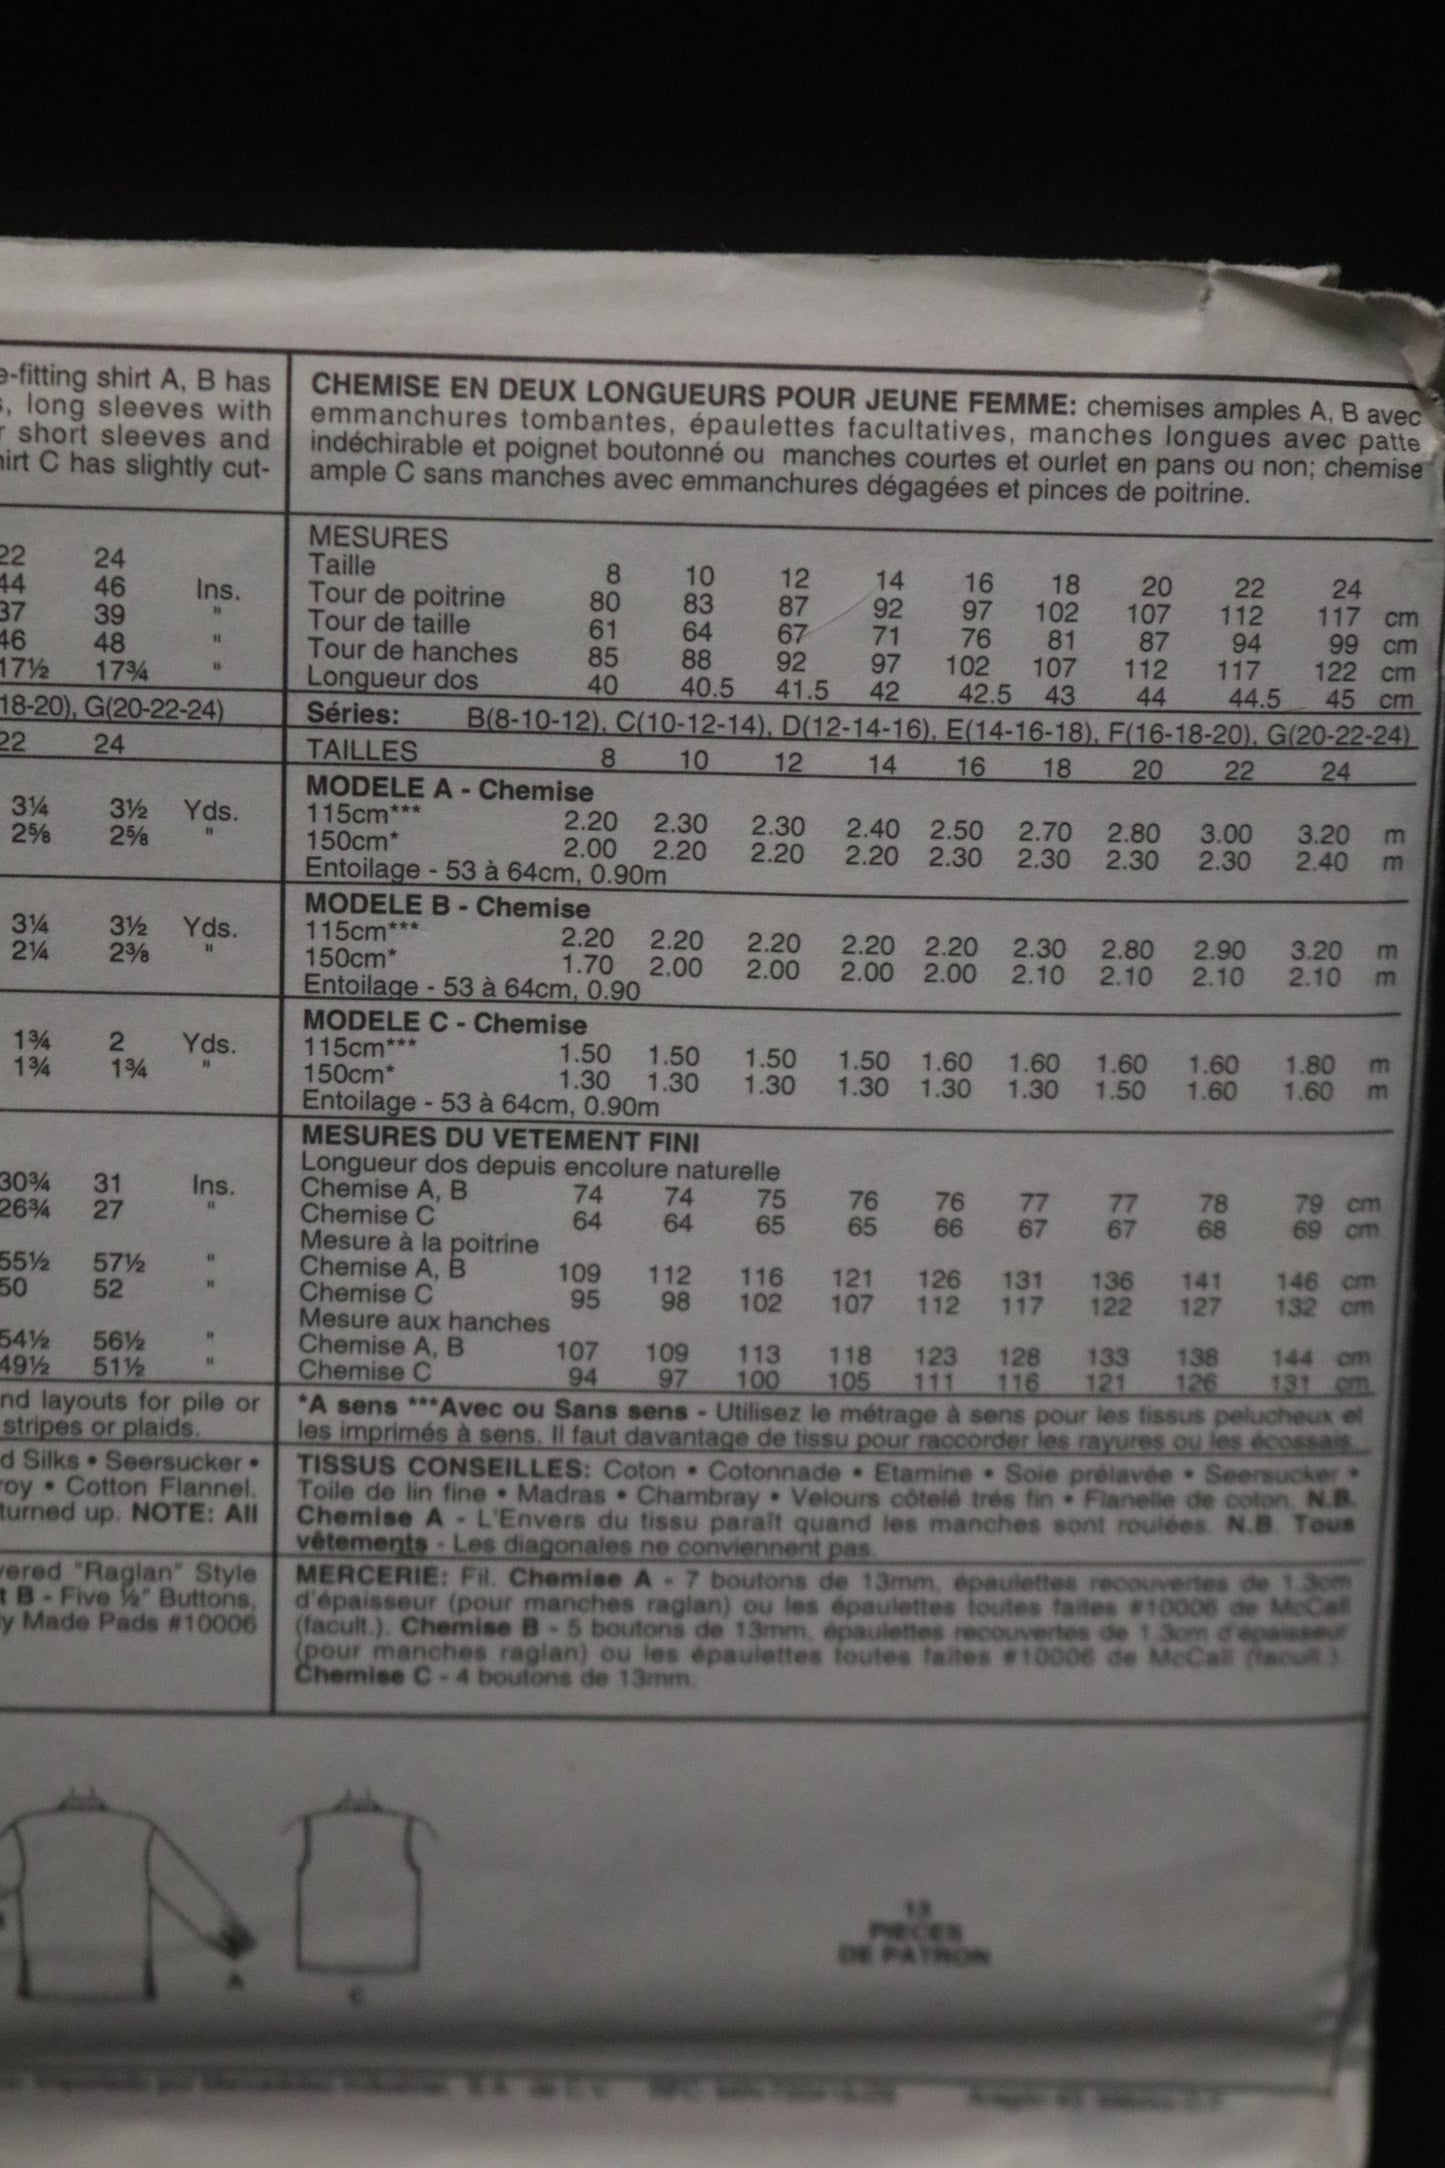 e-fitting shirt A, B has
s, long sleeves with
r short sleeves and
hirt C has slightly cut-
22 24
44 46 Ins.
37 39 "
46 48 "
17½ 17¾ "
18-20), G(20-22-24)
22 24
3¼ 3½ Yds.
2⅝ 2⅝ "
3¼ 3½ Yds.
2¼ 2⅜ "
1¾ 2 Yds.
1¾ 1¾ "
30¾ 31 Ins.
26¾ 27 "
55½ 57½ "
50 52 "
54½ 56½ "
49½ 51½ "
nd layouts for pile or
stripes or plaids.
d Silks • Seersucker •
roy • Cotton Flannel.
turned up. NOTE: All
vered "Raglan" Style
t B - Five ½" Buttons,
y Made Pads #10006
CHEMISE EN DEUX LONGUEURS POUR JEUNE FEMME: chemises amples A, B avec
emmanchures tombantes, épaulettes facultatives, manches longues avec patte
indéchirable et poignet boutonné ou manches courtes et ourlet en pans ou non; chemise
ample C sans manches avec emmanchures dégagées et pinces de poitrine.
MESURES
Taille 8 10 12 14 16 18 20 22 24
Tour de poitrine 80 83 87 92 97 102 107 112 117 cm
Tour de taille 61 64 67 71 76 81 87 94 99 cm
Tour de hanches 85 88 92 97 102 107 112 117 122 cm
Longueur dos 40 40.5 41.5 42 42.5 43 44 44.5 45 cm
Séries: B(8-10-12), C(10-12-14), D(12-14-16), E(14-16-18), F(16-18-20), G(20-22-24)
TAILLES 8 10 12 14 16 18 20 22 24
MODELE A - Chemise
115cm*** 2.20 2.30 2.30 2.40 2.50 2.70 2.80 3.00 3.20 m
150cm* 2.00 2.20 2.20 2.20 2.30 2.30 2.30 2.30 2.40 m
Entoilage - 53 à 64cm, 0.90m
MODELE B - Chemise
115cm*** 2.20 2.20 2.20 2.20 2.20 2.30 2.80 2.90 3.20 m
150cm* 1.70 2.00 2.00 2.00 2.00 2.10 2.10 2.10 2.10 m
Entoilage - 53 à 64cm, 0.90
MODELE C - Chemise
115cm*** 1.50 1.50 1.50 1.50 1.60 1.60 1.60 1.60 1.80 m
150cm* 1.30 1.30 1.30 1.30 1.30 1.30 1.50 1.60 1.60 m
Entoilage - 53 à 64cm, 0.90m
MESURES DU VETEMENT FINI
Longueur dos depuis encolure naturelle
Chemise A, B 74 74 75 76 76 77 77 78 79 cm
Chemise C 64 64 65 65 66 67 67 68 69 cm
Mesure à la poitrine
Chemise A, B 109 112 116 121 126 131 136 141 146 cm
Chemise C 95 98 102 107 112 117 122 127 132 cm
Mesure aux hanches
Chemise A, B 107 109 113 118 123 128 133 138 144 cm
Chemise C 94 97 100 105 111 116 121 126 131 cm
*A sens ***Avec ou Sans sens - Utilisez le métrage à sens pour les tissus pelucheux et
les imprimés à sens. Il faut davantage de tissu pour raccorder les rayures ou les écossais.
TISSUS CONSEILLES: Coton • Cotonnade • Etamine • Soie prélavée • Seersucker •
Toile de lin fine • Madras • Chambray • Velours côtelé trés fin • Flanelle de coton. N.B.
Chemise A - L'Envers du tissu paraît quand les manches sont roulées. N.B. Tous
vêtements - Les diagonales ne conviennent pas.
MERCERIE: Fil. Chemise A - 7 boutons de 13mm, épaulettes recouvertes de 1.3cm
d'épaisseur (pour manches raglan) ou les épaulettes toutes faites #10006 de McCall
(facult.). Chemise B - 5 boutons de 13mm, épaulettes recouvertes de 1.3cm d'épaisseur
(pour manches raglan) ou les épaulettes toutes faites #10006 de McCall (facult.).
Chemise C - 4 boutons de 13mm.
A
C
13
PIECES
DE PATRON